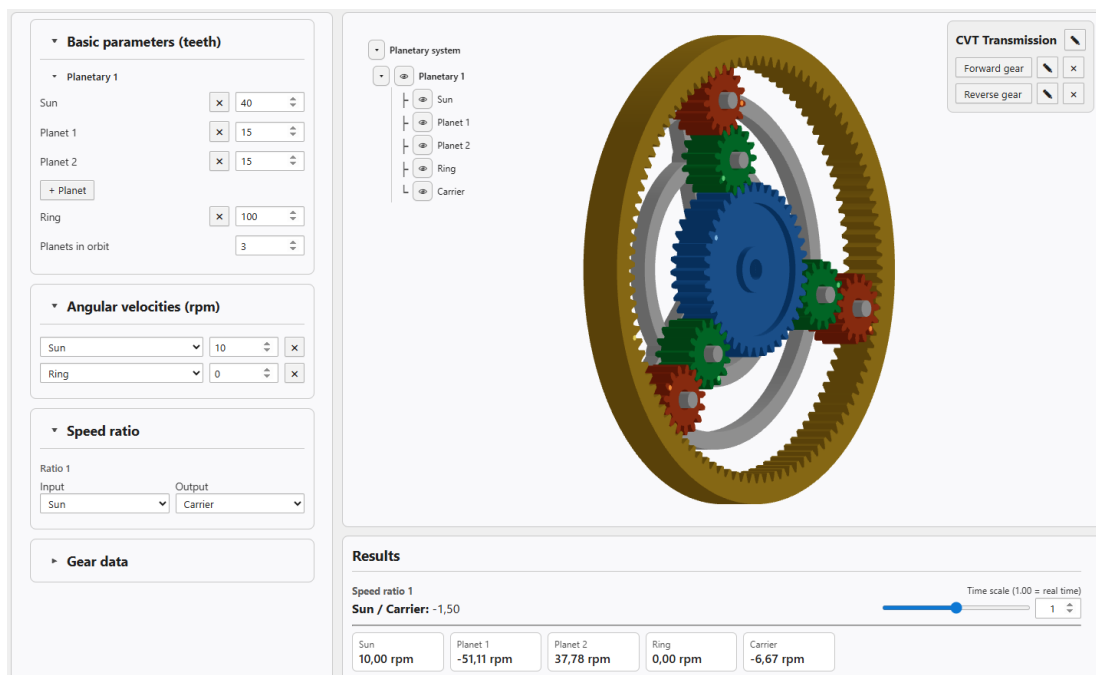 Basic parameters (teeth)
Planetary 1
Sun
40
Planet 1
15
Planet 2
15
+ Planet
Ring
100
Planets in orbit
3
Angular velocities (rpm)
Sun
10
Ring
0
Speed ratio
Ratio 1
Input Output
Sun Carrier
Gear data
Planetary system
Planetary 1
Sun
Planet 1
Planet 2
Ring
Carrier
CVT Transmission
Forward gear
Reverse gear
Results
Speed ratio 1
Sun / Carrier: -1,50
Time scale (1.00 = real time)
1
Sun
10,00 rpm
Planet 1
-51,11 rpm
Planet 2
37,78 rpm
Ring
0,00 rpm
Carrier
-6,67 rpm